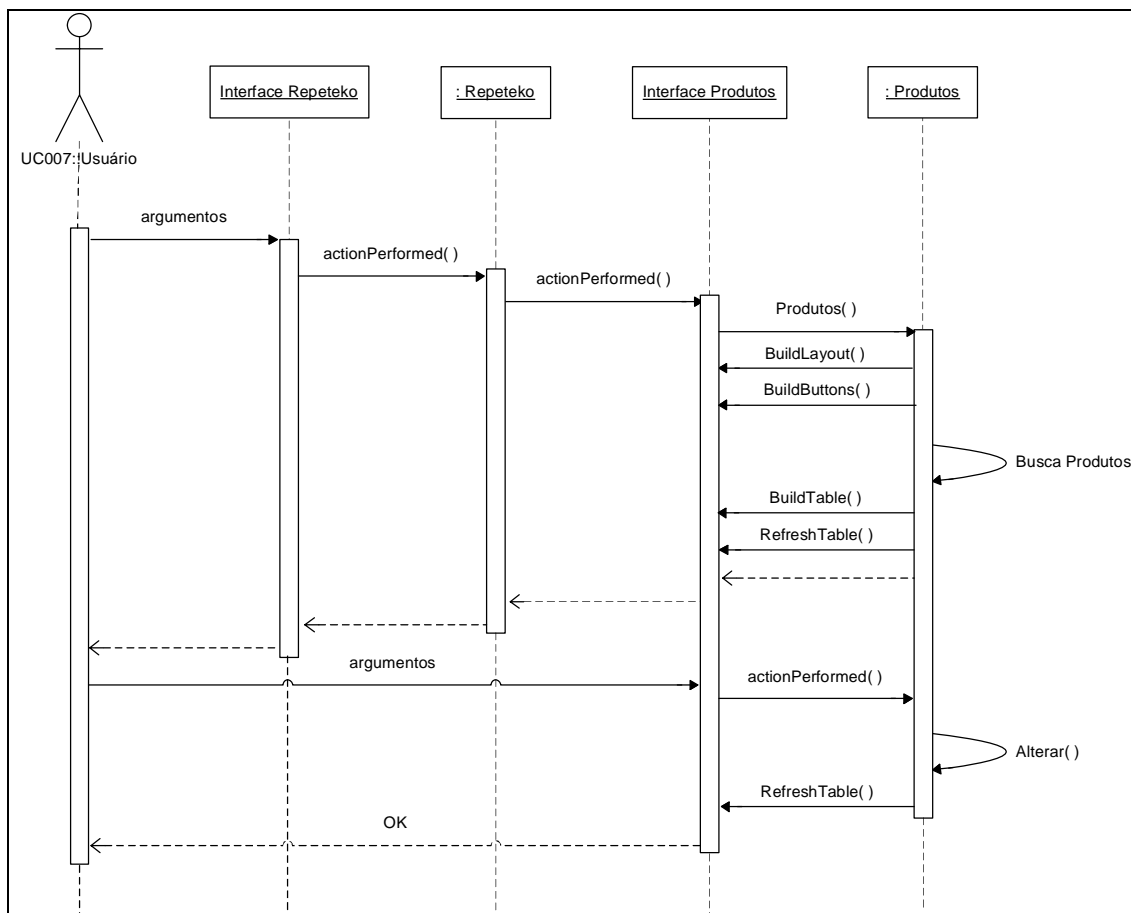 Interface Repeteko
: Repeteko
Interface Produtos
: Produtos
UC007::Usuário
argumentos
actionPerformed( )
actionPerformed( )
Produtos( )
BuildLayout( )
BuildButtons( )
Busca Produtos
BuildTable( )
RefreshTable( )
argumentos
actionPerformed( )
Alterar( )
RefreshTable( )
OK